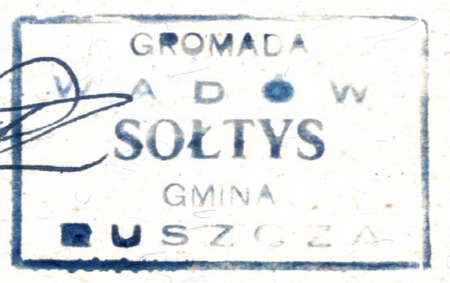 GROMADA
WADÓW
SOŁTYS
GMINA
RUSZCZA